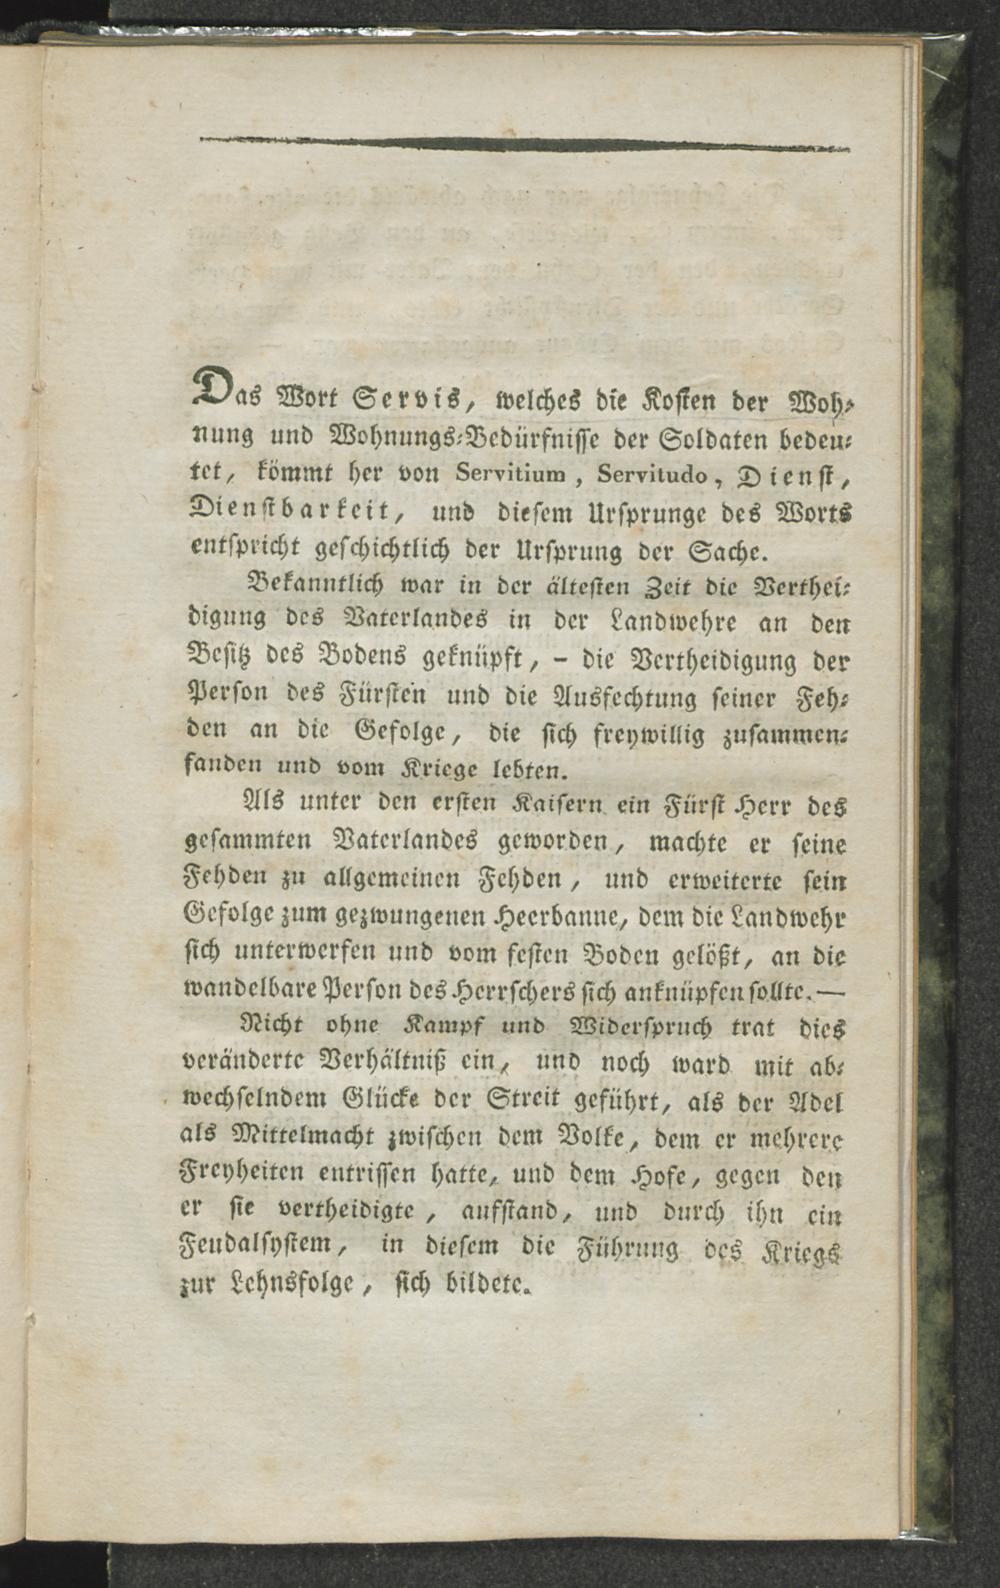 Das Wort Servis, welches die Kosten der Woh-
nung und Wohnungs-Bedürfnisse der Soldaten bedeu-
tet, kömmt her von Servitium, Servitudo, Dienst,
Dienstbarkeit, und diesem Ursprunge des Worts
entspricht geschichtlich der Ursprung der Sache.
Bekanntlich war in der ältesten Zeit die Verthei-
digung des Vaterlandes in der Landwehre an den
Besitz des Bodens geknüpft, – die Vertheidigung der
Person des Fürsten und die Ausfechtung seiner Feh-
den an die Gefolge, die sich freywillig zusammen-
fanden und vom Kriege lebten.
Als unter den ersten Kaisern ein Fürst Herr des
gesammten Vaterlandes geworden, machte er seine
Fehden zu allgemeinen Fehden, und erweiterte sein
Gefolge zum gezwungenen Heerbanne, dem die Landwehr
sich unterwerfen und vom festen Boden gelößt, an die
wandelbare Person des Herrschers sich anknüpfen sollte. —
Nicht ohne Kampf und Widerspruch trat dies
veränderte Verhältniß ein, und noch ward mit ab-
wechselndem Glücke der Streit geführt, als der Adel
als Mittelmacht zwischen dem Volke, dem er mehrere
Freyheiten entrissen hatte, und dem Hofe, gegen den
er sie vertheidigte, aufstand, und durch ihn ein
Feudalsystem, in diesem die Führung des Kriegs
zur Lehnsfolge, sich bildete.